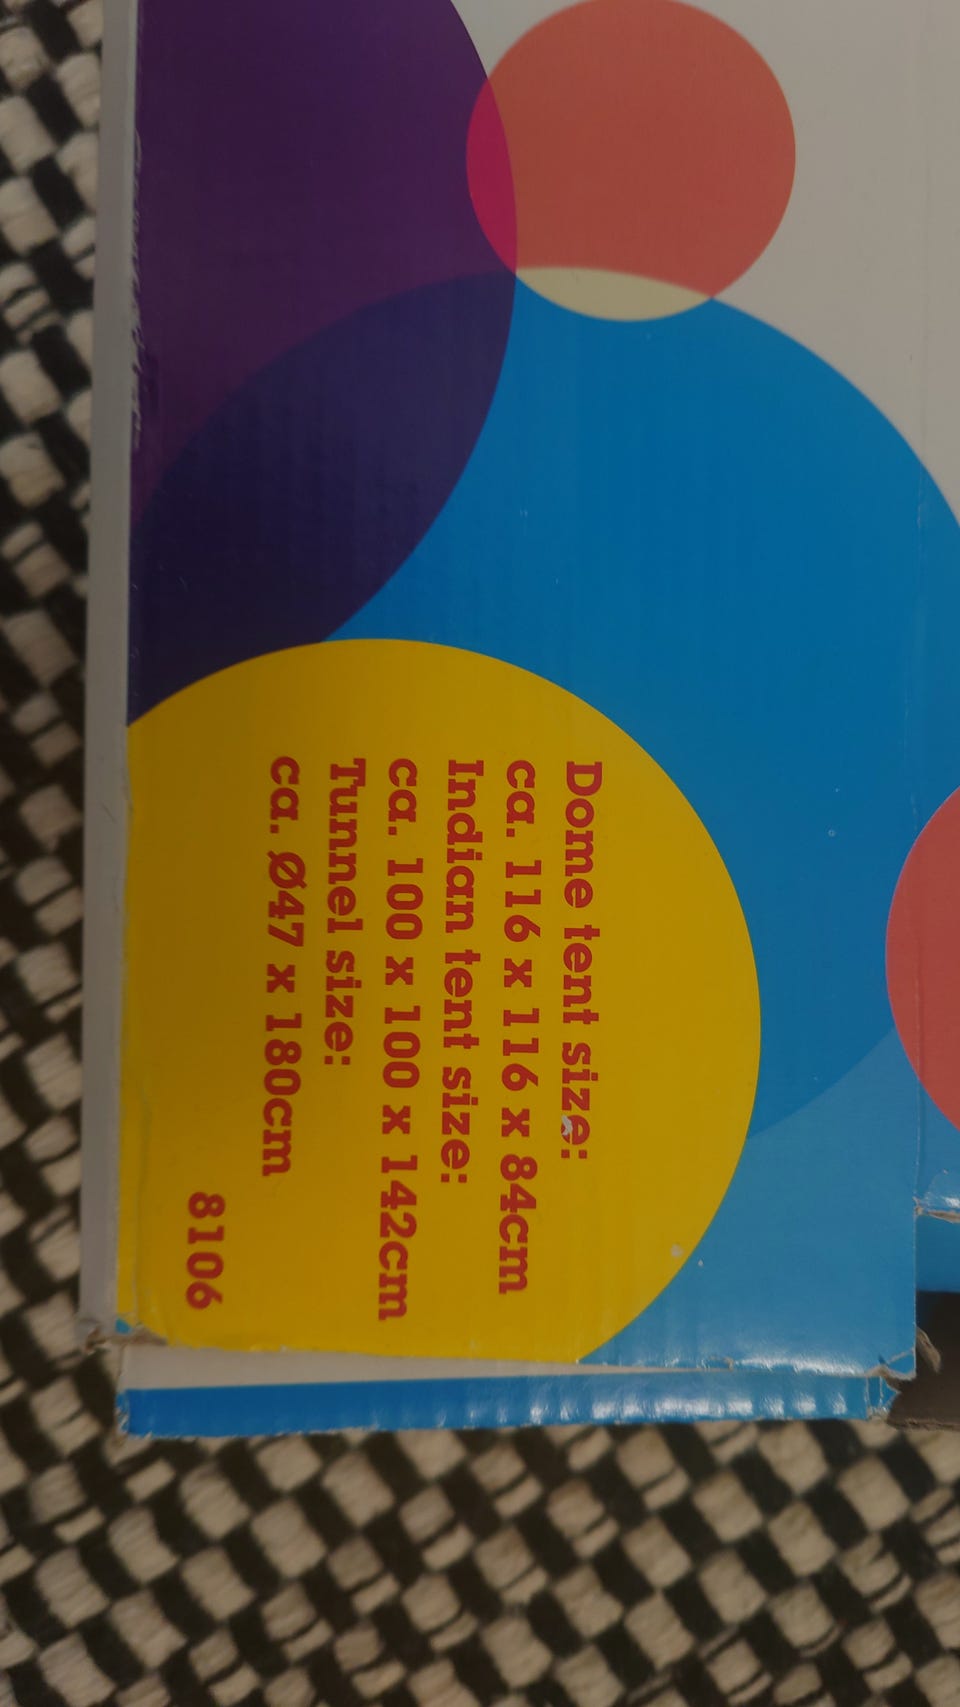 Dome tent size:
ca. 116 x 116 x 84cm
Indian tent size:
ca. 100 x 100 x 142cm
Tunnel size:
ca. Ø47 x 180cm
8106